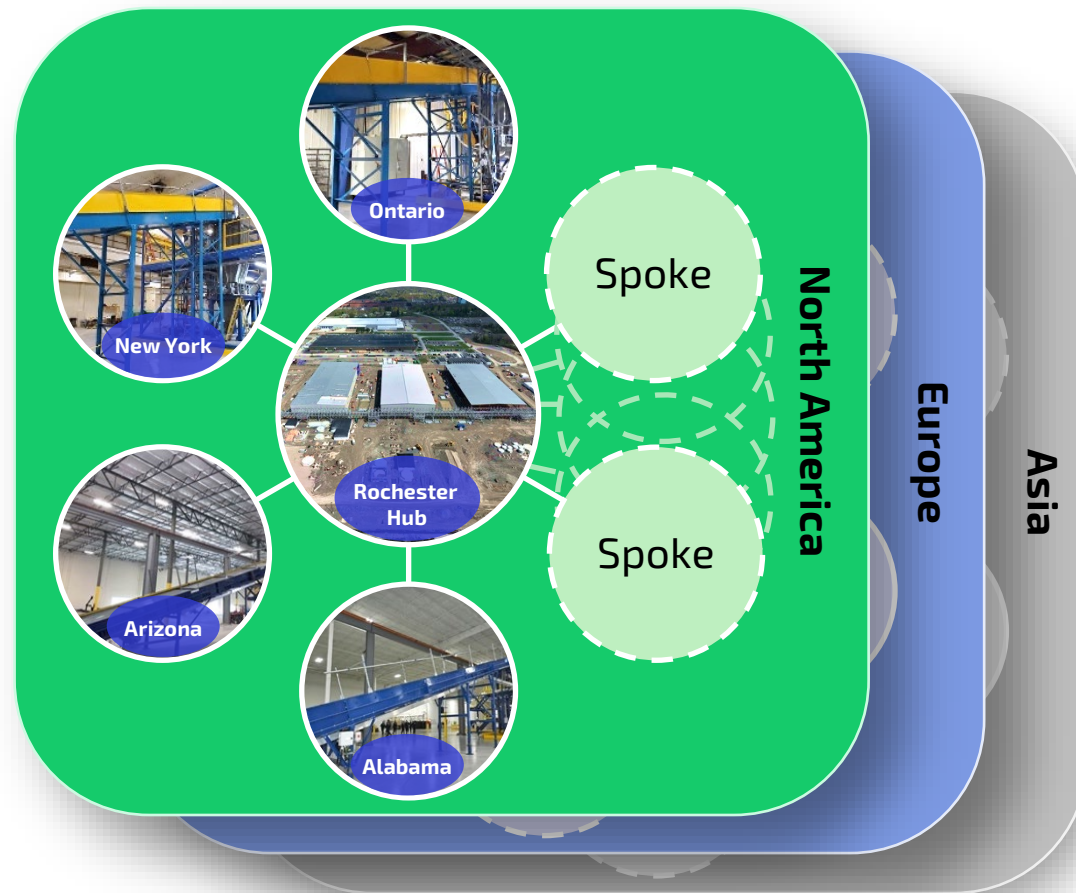 Ontario
New York
Spoke
Rochester
Hub
Arizona
Spoke
Alabama
North America
Europe
Asia